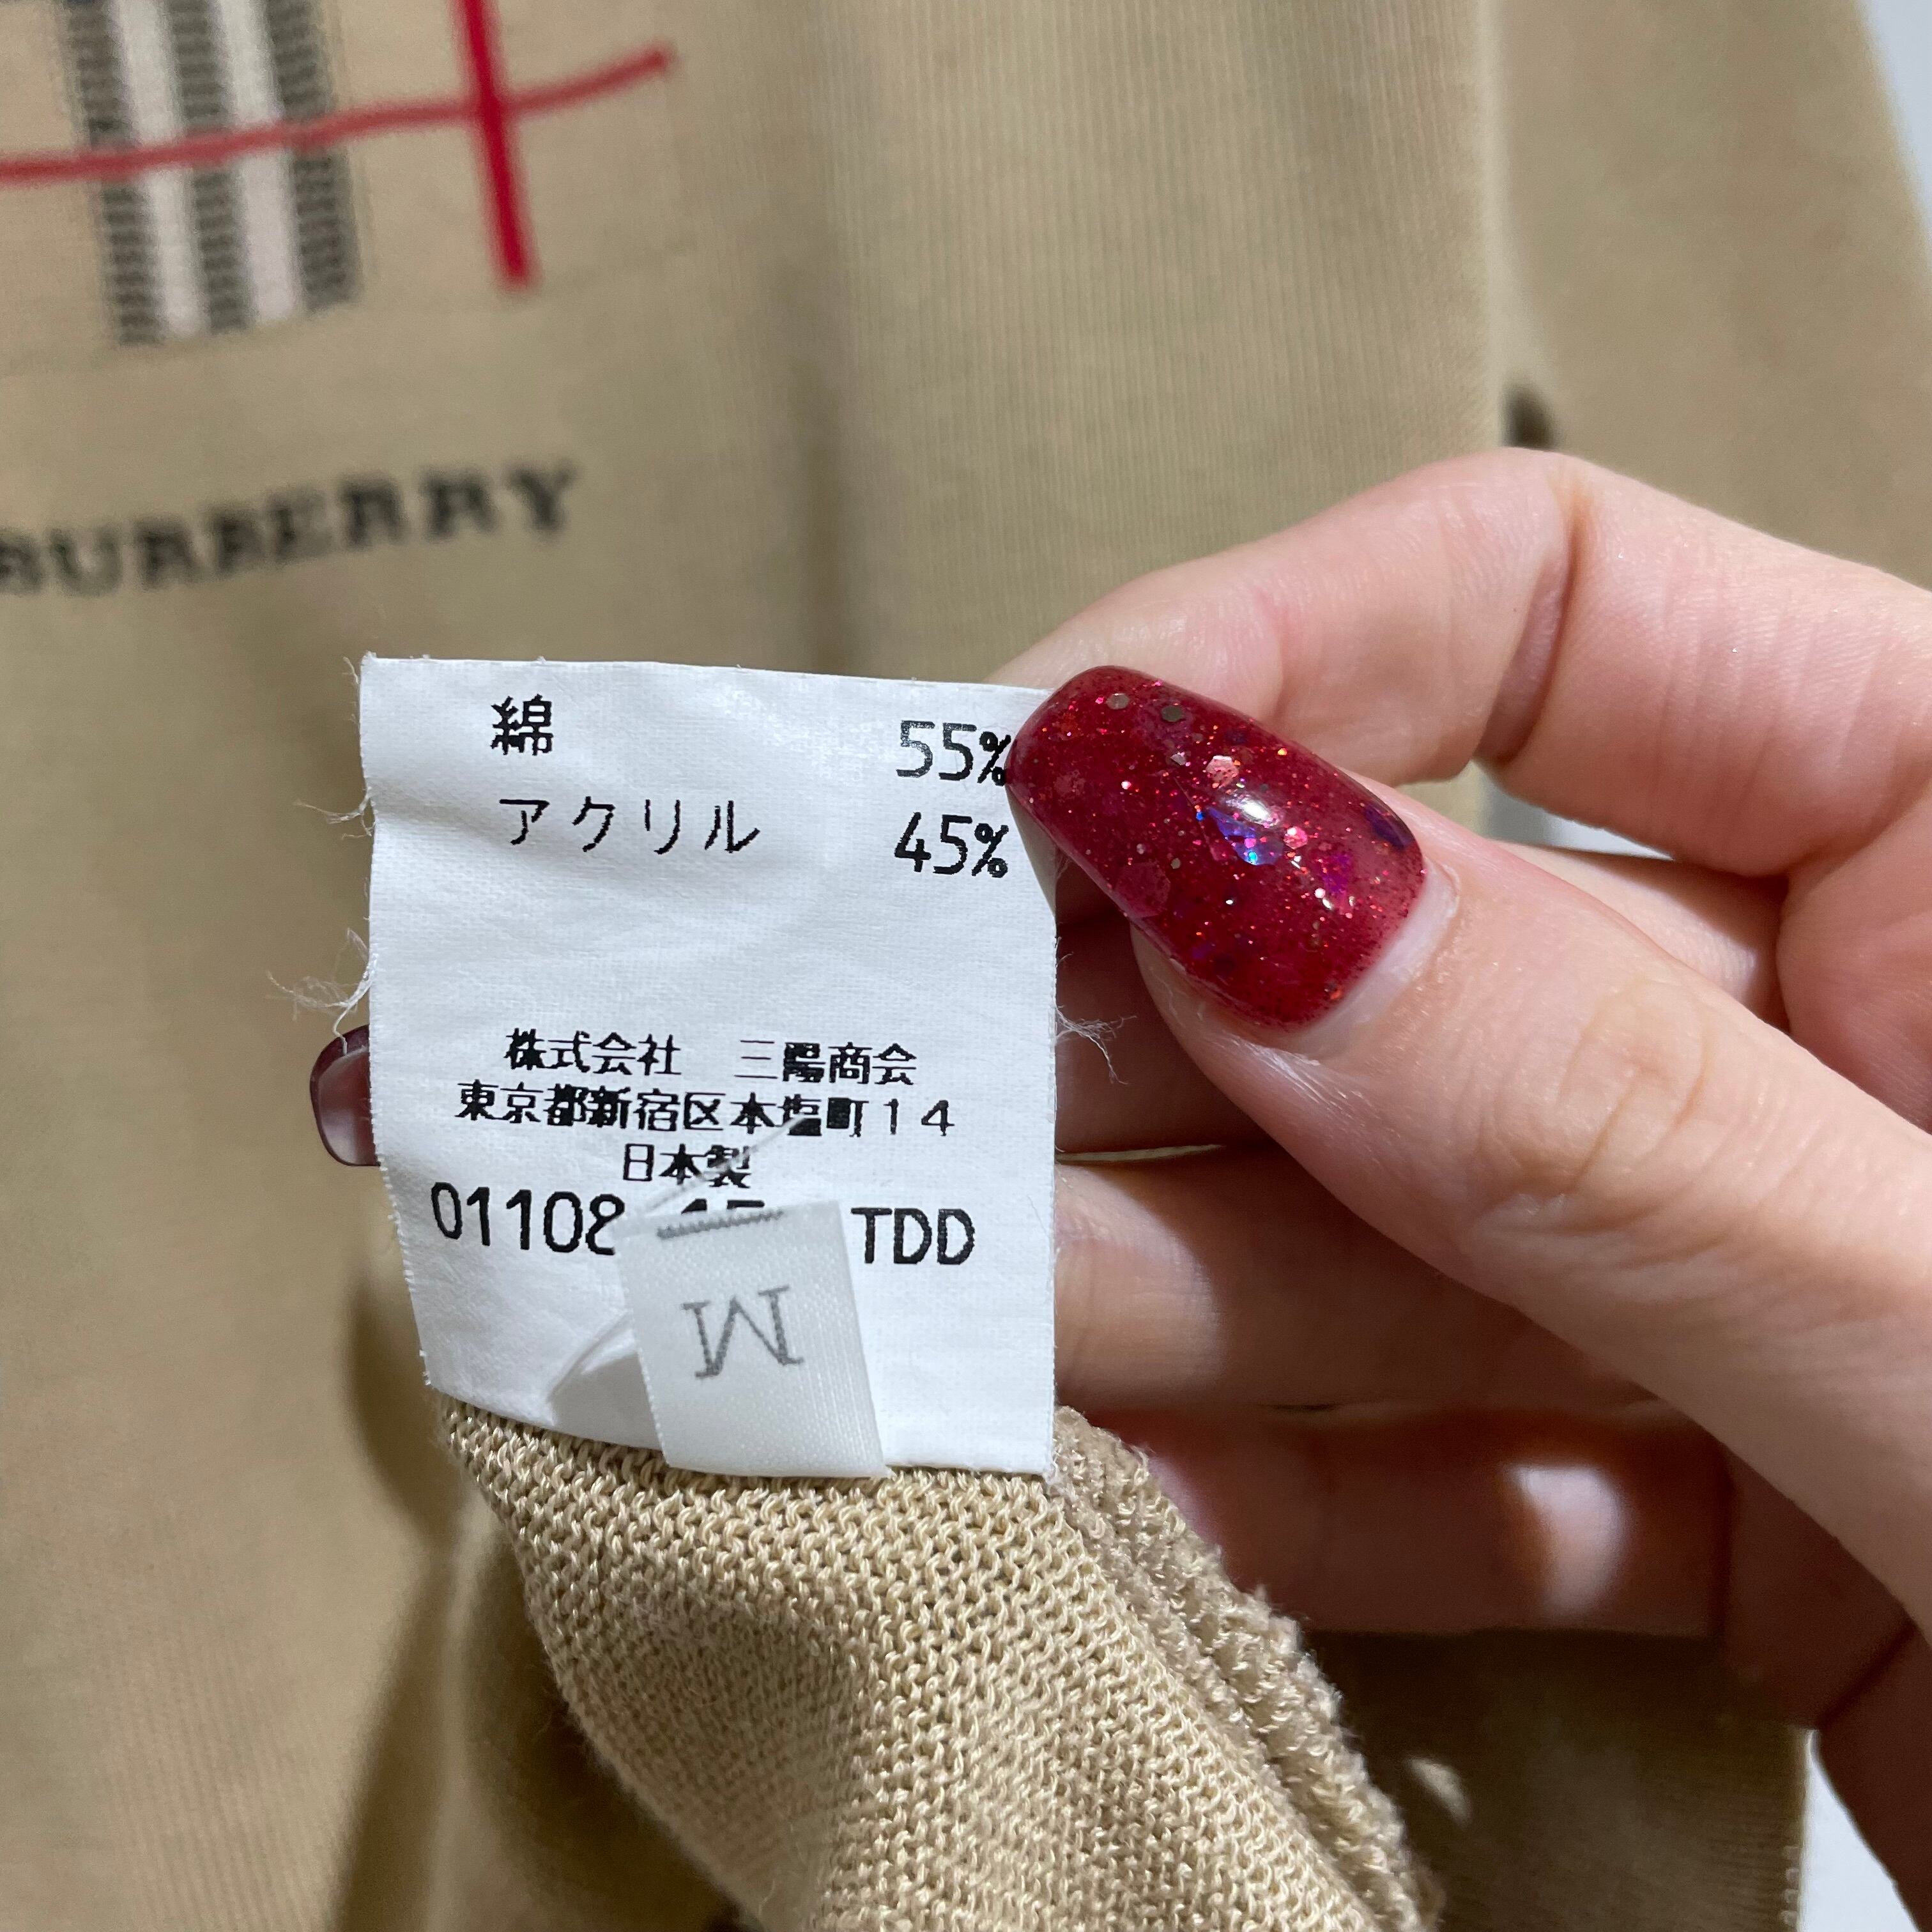 BURBERRY
綿 55%
アクリル 45%
株式会社 三陽商会
東京都新宿区本塩町14
日本製
TDD
M